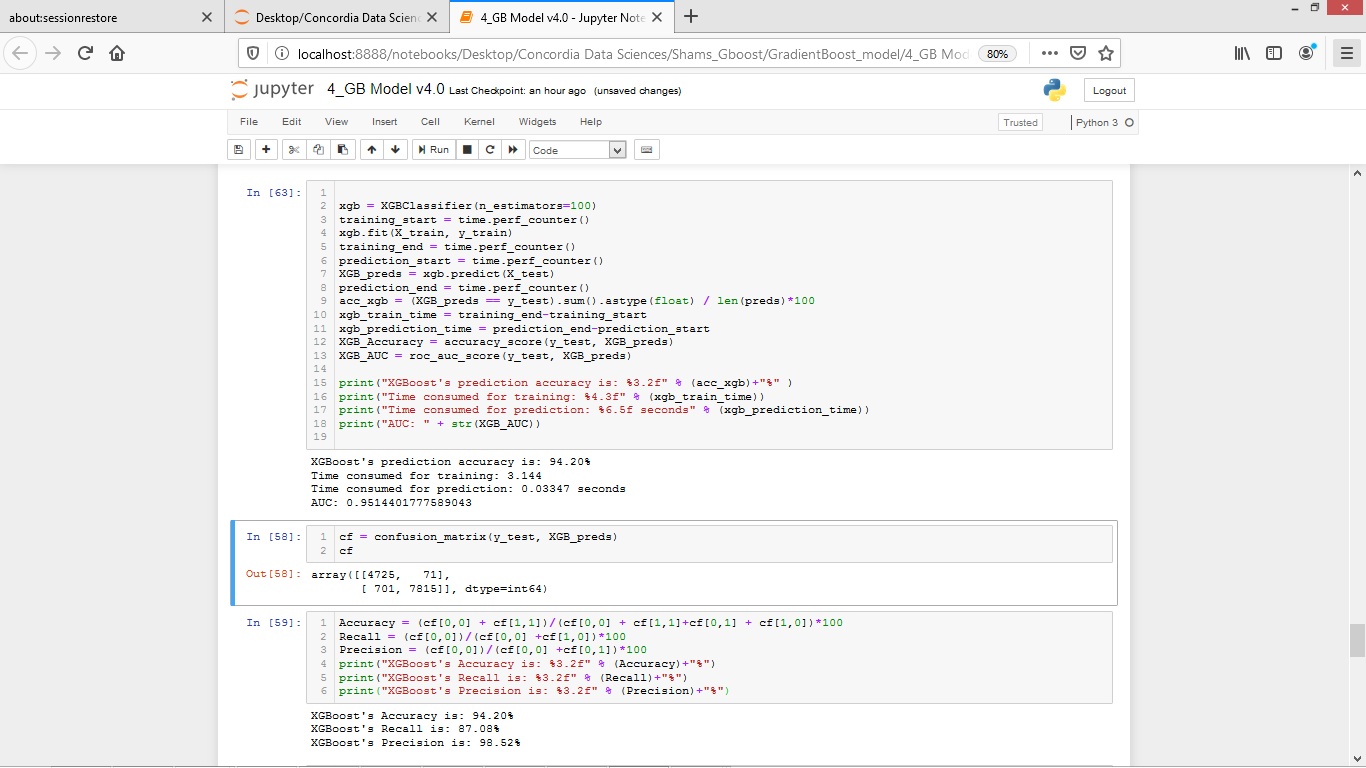 about:sessionrestore
Desktop/Concordia Data Scien
4_GB Model v4.0 - Jupyter Note
localhost:8888/notebooks/Desktop/Concordia Data Sciences/Shams_Gboost/GradientBoost_model/4_GB Mod
80%
jupyter 4_GB Model v4.0 Last Checkpoint: an hour ago (unsaved changes)
Logout
File Edit View Insert Cell Kernel Widgets Help
Trusted
Python 3
Run
Code
In [63]:
1
2 xgb = XGBClassifier(n_estimators=100)
3 training_start = time.perf_counter()
4 xgb.fit(X_train, y_train)
5 training_end = time.perf_counter()
6 prediction_start = time.perf_counter()
7 XGB_preds = xgb.predict(X_test)
8 prediction_end = time.perf_counter()
9 acc_xgb = (XGB_preds == y_test).sum().astype(float) / len(preds)*100
10 xgb_train_time = training_end-training_start
11 xgb_prediction_time = prediction_end-prediction_start
12 XGB_Accuracy = accuracy_score(y_test, XGB_preds)
13 XGB_AUC = roc_auc_score(y_test, XGB_preds)
14
15 print("XGBoost's prediction accuracy is: %3.2f" % (acc_xgb)+"%" )
16 print("Time consumed for training: %4.3f" % (xgb_train_time))
17 print("Time consumed for prediction: %6.5f seconds" % (xgb_prediction_time))
18 print("AUC: " + str(XGB_AUC))
19
XGBoost's prediction accuracy is: 94.20%
Time consumed for training: 3.144
Time consumed for prediction: 0.03347 seconds
AUC: 0.9514401777589043
In [58]:
1 cf = confusion_matrix(y_test, XGB_preds)
2 cf
Out[58]: array([[4725, 71],
[ 701, 7815]], dtype=int64)
In [59]:
1 Accuracy = (cf[0,0] + cf[1,1])/(cf[0,0] + cf[1,1]+cf[0,1] + cf[1,0])*100
2 Recall = (cf[0,0])/(cf[0,0] +cf[1,0])*100
3 Precision = (cf[0,0])/(cf[0,0] +cf[0,1])*100
4 print("XGBoost's Accuracy is: %3.2f" % (Accuracy)+"%")
5 print("XGBoost's Recall is: %3.2f" % (Recall)+"%")
6 print("XGBoost's Precision is: %3.2f" % (Precision)+"%")
XGBoost's Accuracy is: 94.20%
XGBoost's Recall is: 87.08%
XGBoost's Precision is: 98.52%